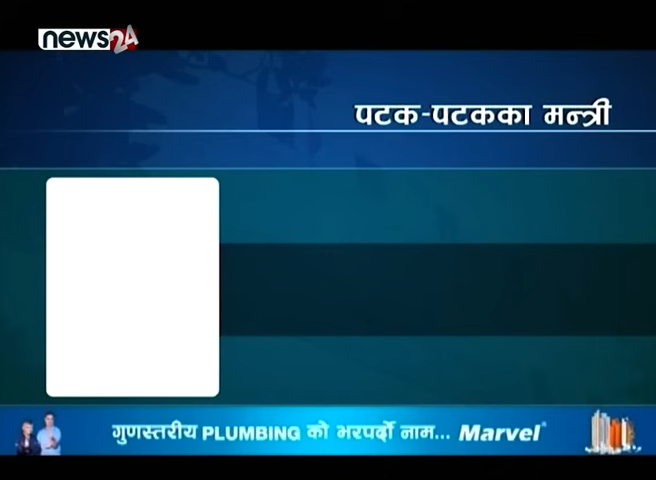 news24
पटक-पटकका मन्त्री
गुणस्तरीय PLUMBING को भरपर्दो नाम... Marvel®